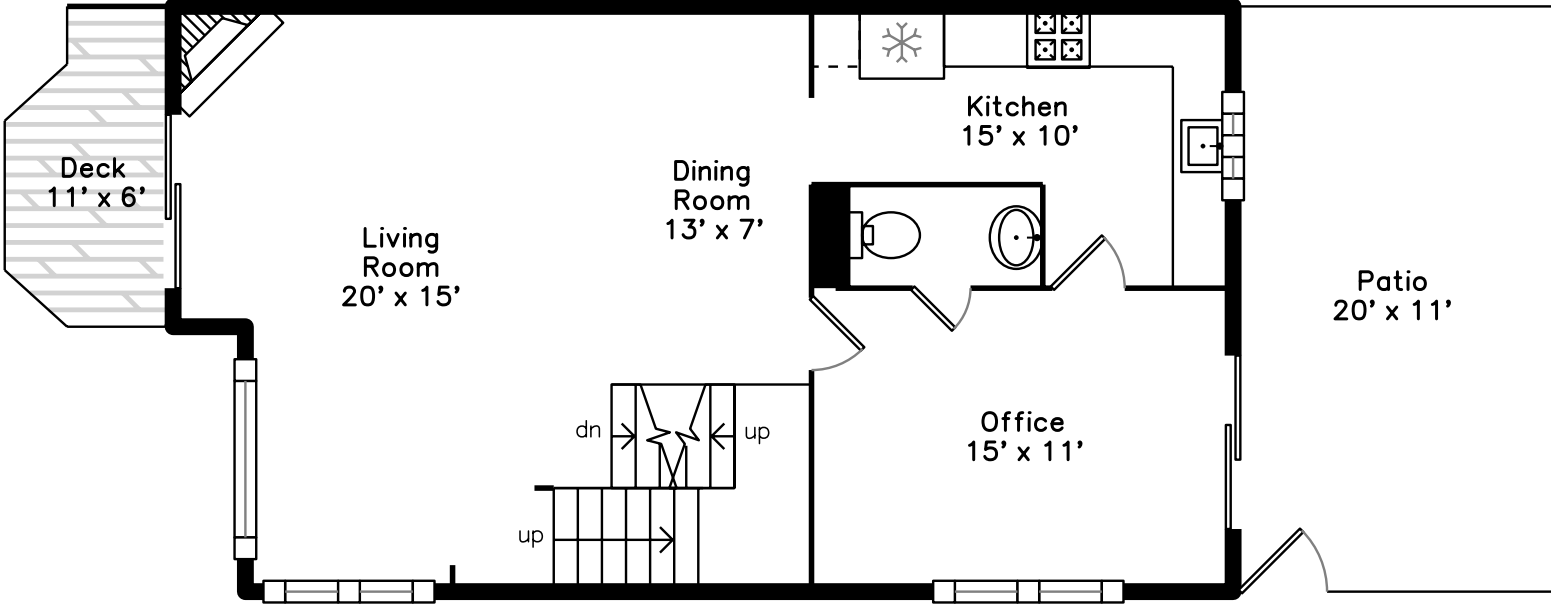 Deck
11' x 6'
Living
Room
20' x 15'
Dining
Room
13' x 7'
Kitchen
15' x 10'
Patio
20' x 11'
Office
15' x 11'
dn
up
up